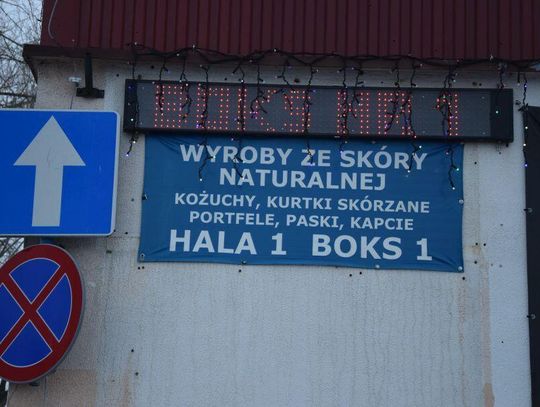 WYROBY ZE SKÓRY
NATURALNEJ
KOŻUCHY, KURTKI SKÓRZANE
PORTFELE, PASKI, KAPCIE
HALA 1 BOKS 1